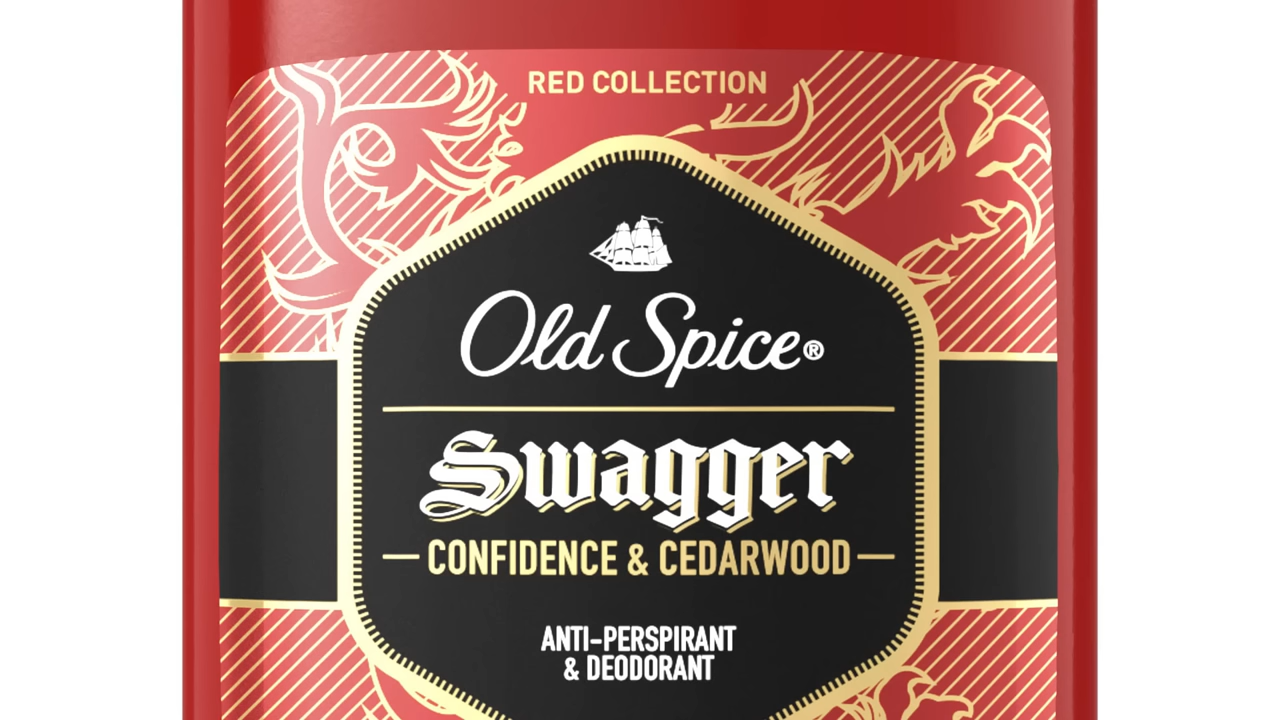 RED COLLECTION
Old Spice®
Swagger
CONFIDENCE & CEDARWOOD
ANTI-PERSPIRANT
& DEODORANT